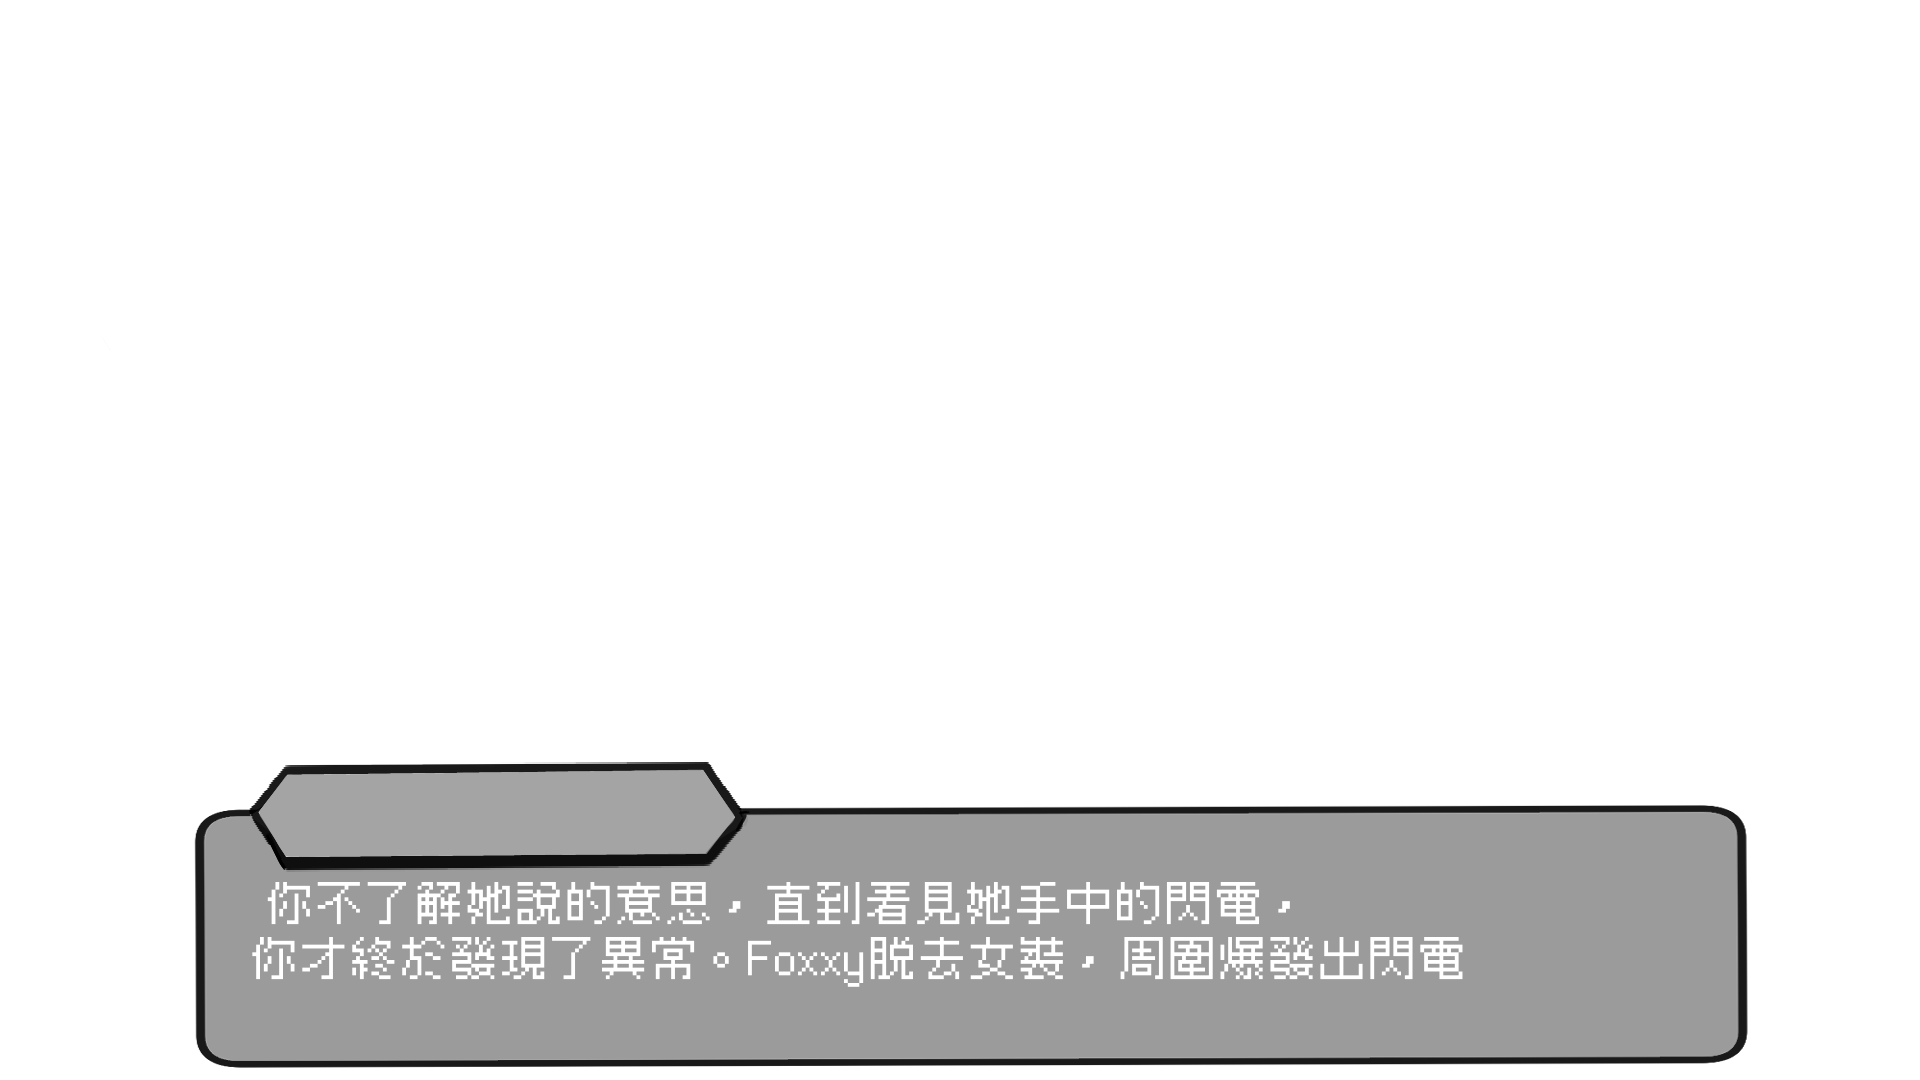 你不了解她說的意思，直到看見她手中的閃電，
你才終於發現了異常。Foxxy脫去女裝，周圍爆發出閃電